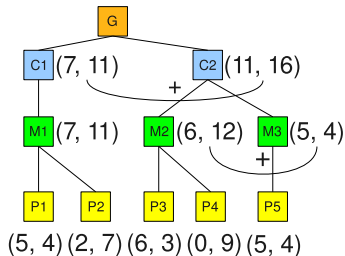 G
C1 (7, 11) C2 (11, 16)
+
M1 (7, 11) M2 (6, 12) M3 (5, 4)
+
P1 P2 P3 P4 P5
(5, 4) (2, 7) (6, 3) (0, 9) (5, 4)